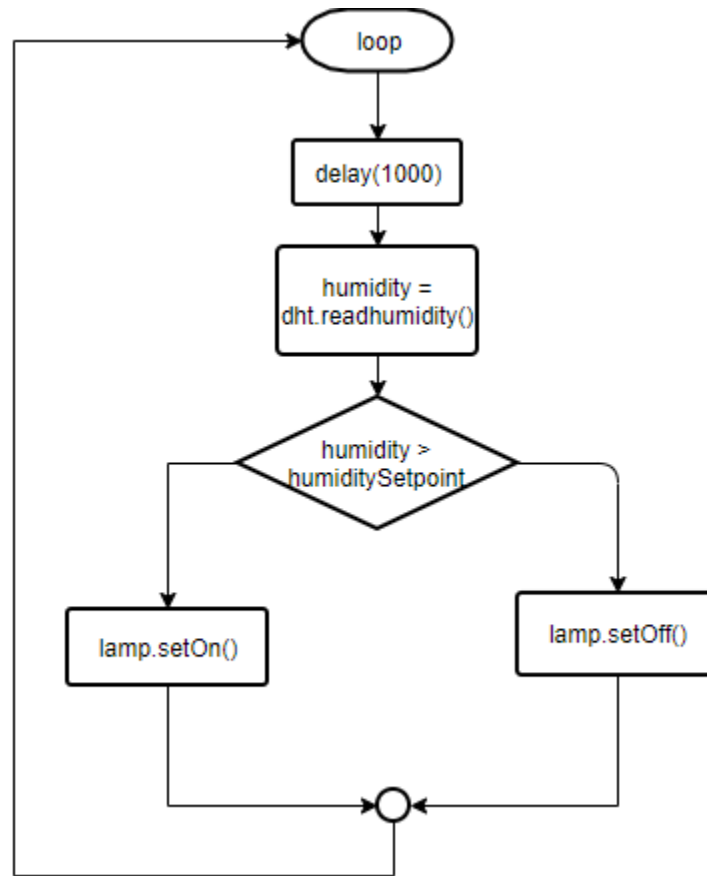 loop
delay(1000)
humidity =
dht.readhumidity()
humidity >
humiditySetpoint
lamp.setOn()
lamp.setOff()